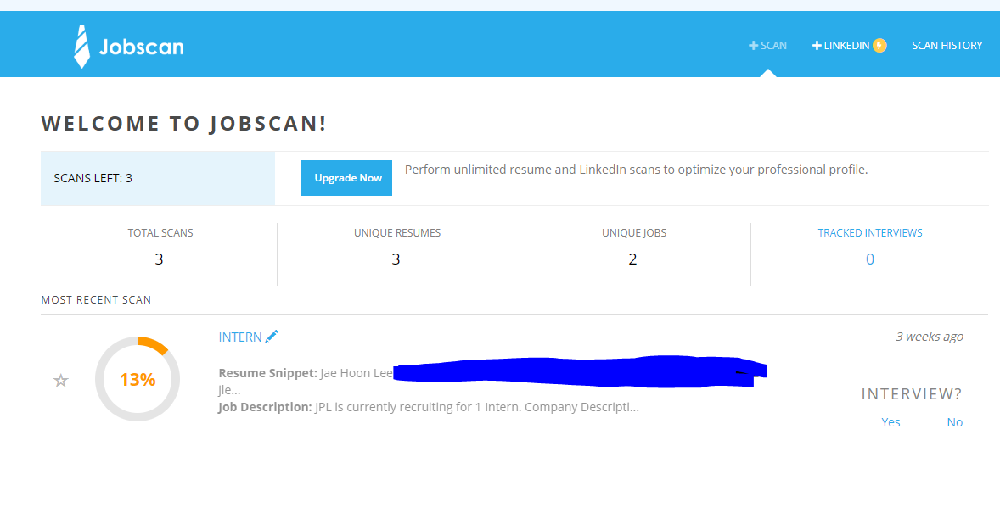 Jobscan
+ SCAN
+ LINKEDIN
SCAN HISTORY
WELCOME TO JOBSCAN!
SCANS LEFT: 3
Upgrade Now
Perform unlimited resume and LinkedIn scans to optimize your professional profile.
TOTAL SCANS
3
UNIQUE RESUMES
3
UNIQUE JOBS
2
TRACKED INTERVIEWS
0
MOST RECENT SCAN
13%
INTERN
3 weeks ago
Resume Snippet: Jae Hoon Lee
jle...
Job Description: JPL is currently recruiting for 1 Intern. Company Descripti...
INTERVIEW?
Yes
No